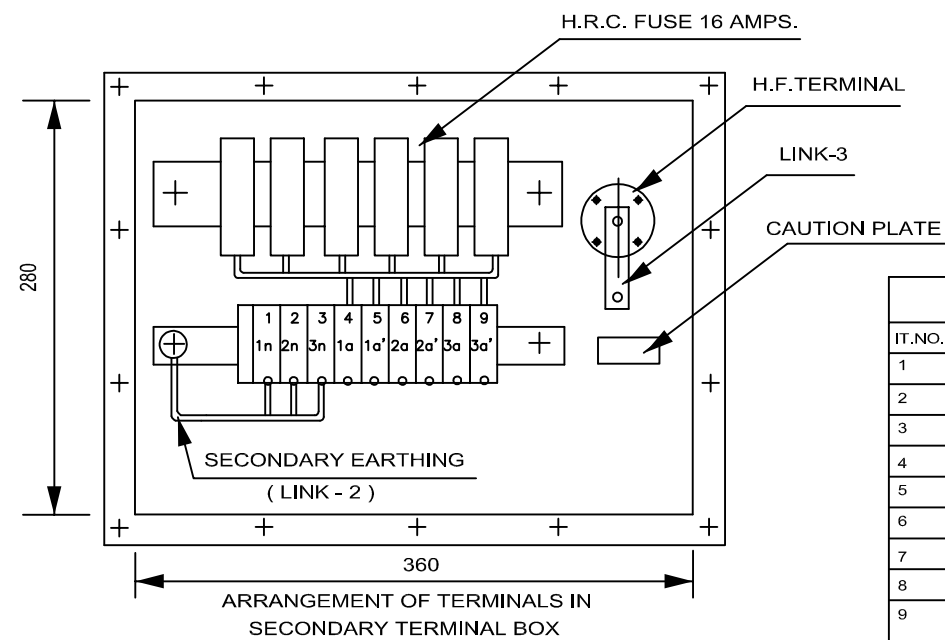 H.R.C. FUSE 16 AMPS.
H.F.TERMINAL
LINK-3
CAUTION PLATE
280
1 2 3 4 5 6 7 8 9
1n 2n 3n 1a 1a' 2a 2a' 3a 3a'
SECONDARY EARTHING
( LINK - 2 )
360
ARRANGEMENT OF TERMINALS IN
SECONDARY TERMINAL BOX
IT.NO.
1
2
3
4
5
6
7
8
9